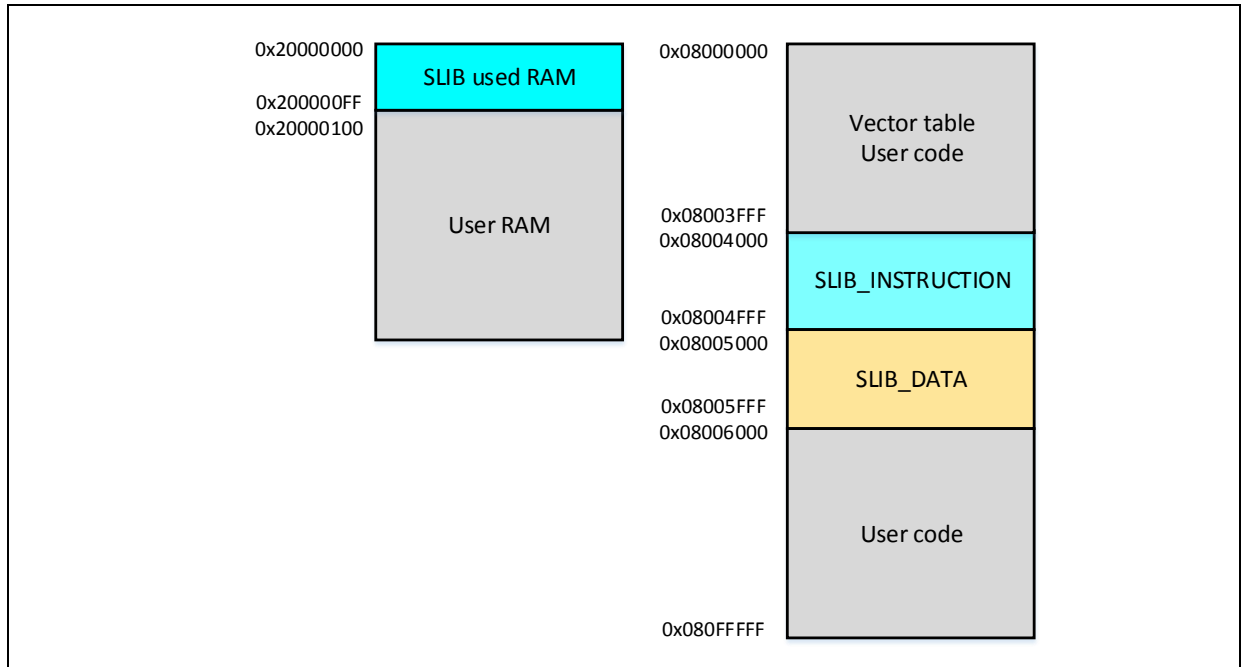 0x20000000
SLIB used RAM
0x200000FF
0x20000100
User RAM
0x08000000
Vector table
User code
0x08003FFF
0x08004000
SLIB_INSTRUCTION
0x08004FFF
0x08005000
SLIB_DATA
0x08005FFF
0x08006000
User code
0x080FFFFF